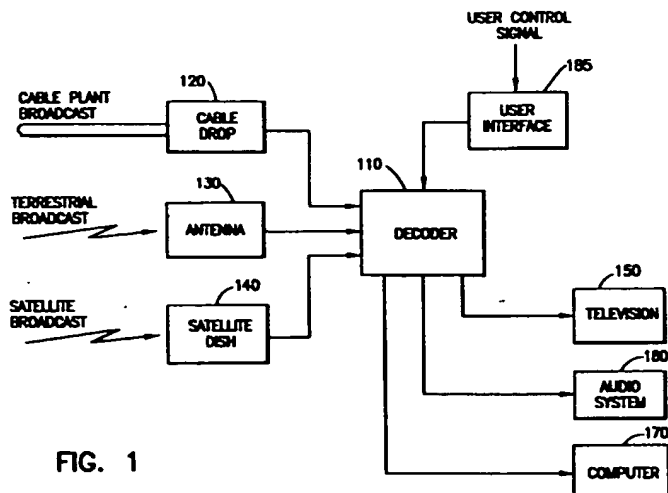 USER CONTROL
SIGNAL
185
USER
INTERFACE
120
CABLE PLANT
BROADCAST
CABLE
DROP
110
DECODER
130
TERRESTRIAL
BROADCAST
ANTENNA
140
SATELLITE
BROADCAST
SATELLITE
DISH
150
TELEVISION
180
AUDIO
SYSTEM
170
COMPUTER
FIG. 1